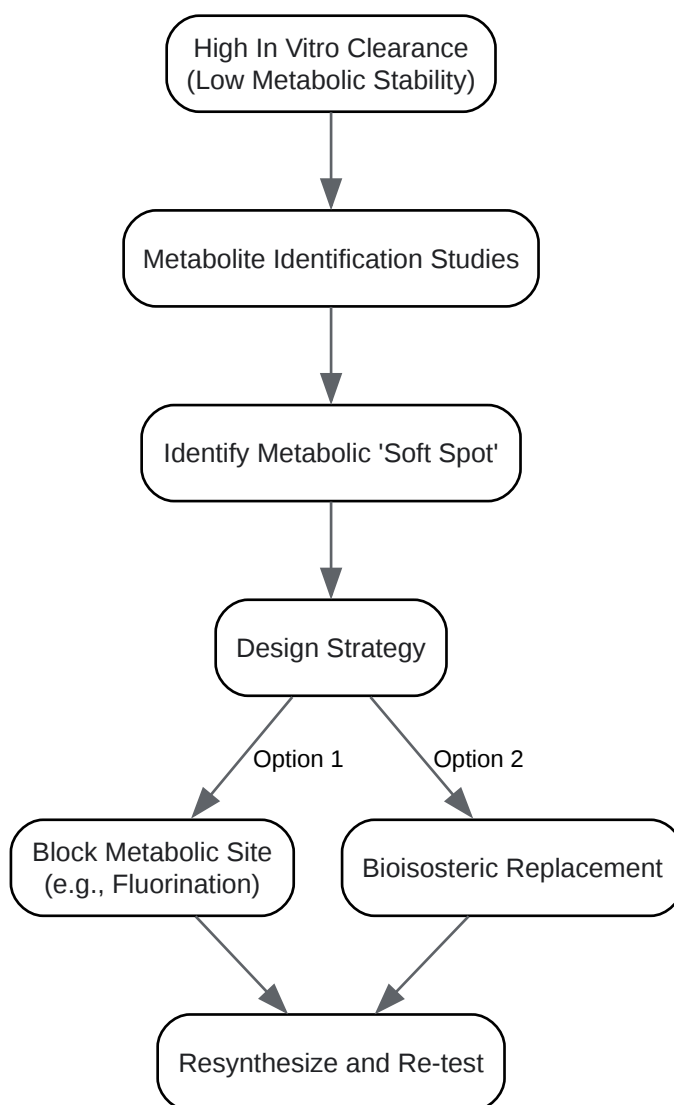 High In Vitro Clearance
(Low Metabolic Stability)
Metabolite Identification Studies
Identify Metabolic 'Soft Spot'
Design Strategy
Option 1
Option 2
Block Metabolic Site
(e.g., Fluorination)
Bioisosteric Replacement
Resynthesize and Re-test